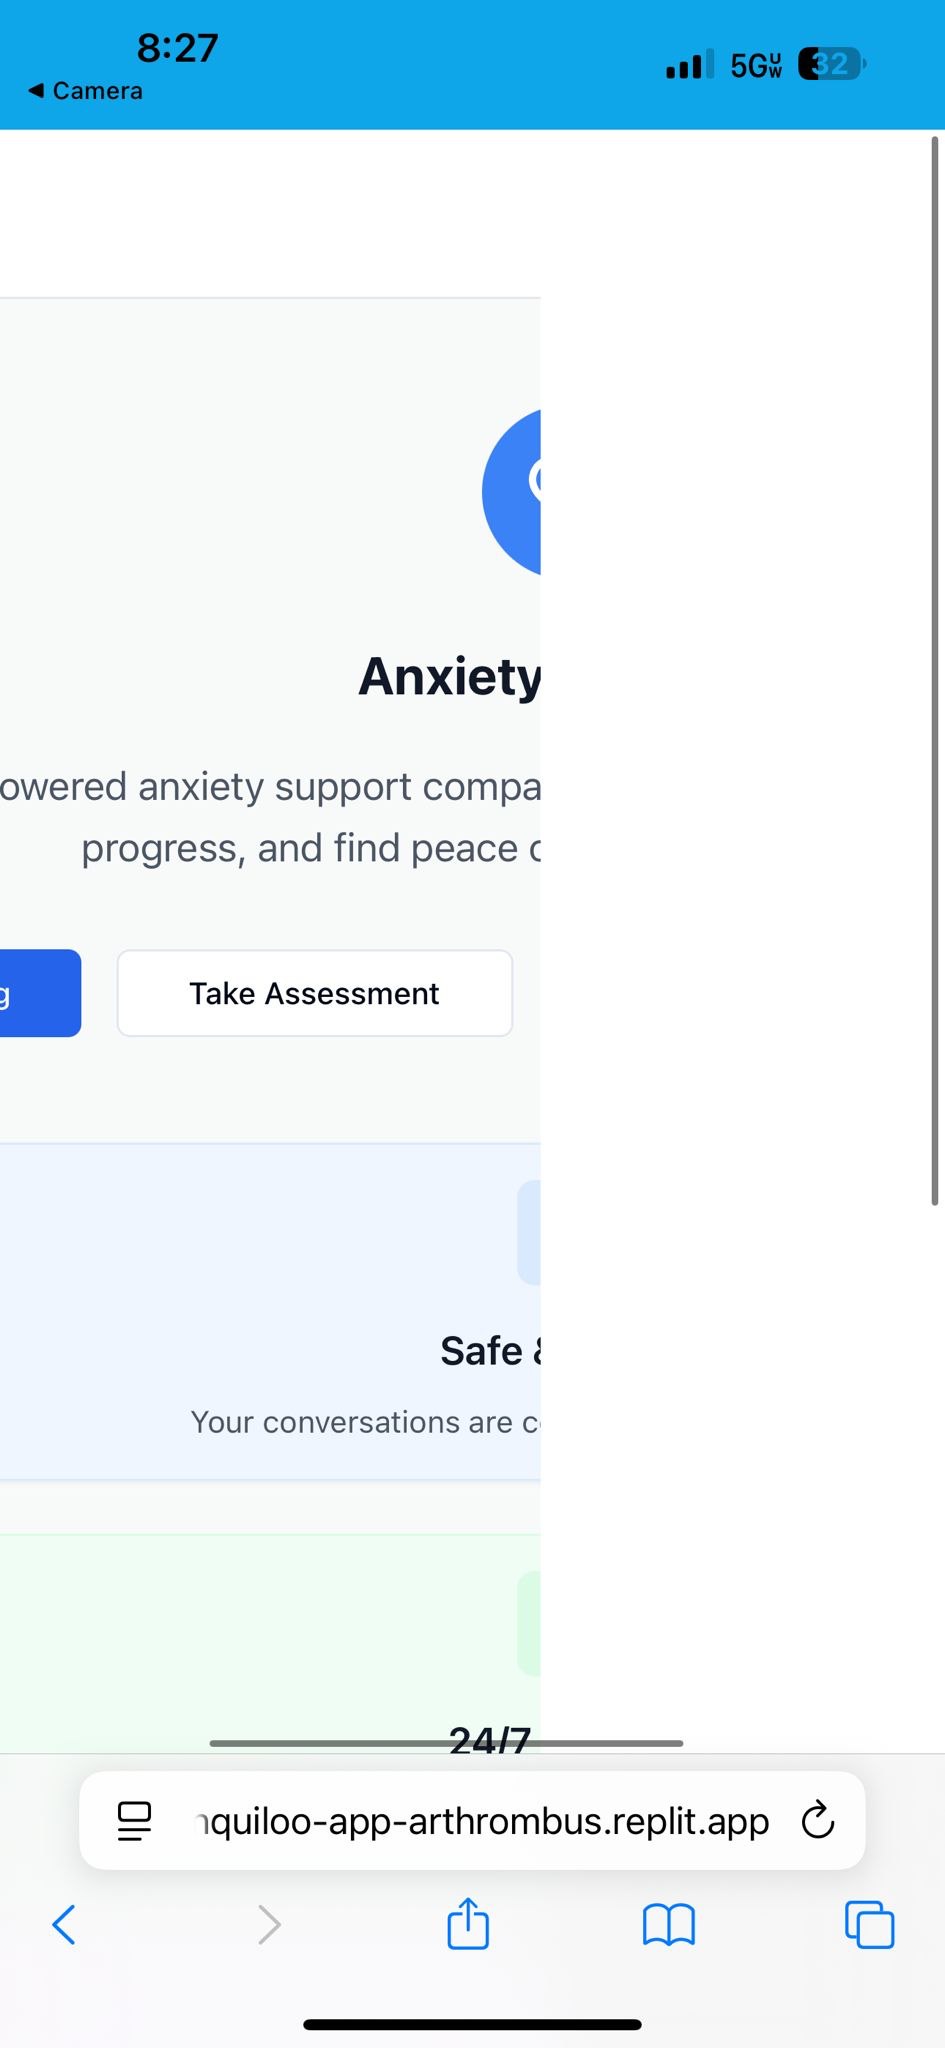 8:27
5G UW 32
◀ Camera
Anxiety
owered anxiety support compa
progress, and find peace
g
Take Assessment
Safe &
Your conversations are c
24/7
nquiloo-app-arthrombus.replit.app